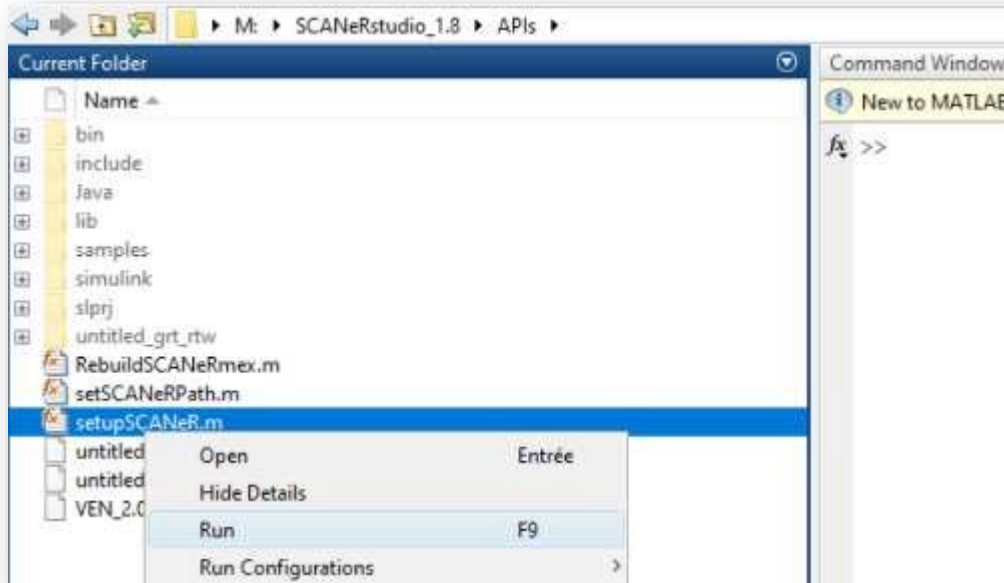 M: ▸ SCANeRstudio_1.8 ▸ APIs ▸
Current Folder
Command Window
Name
New to MATLAB
bin
fx >>
include
Java
lib
samples
simulink
slprj
untitled_grt_rtw
RebuildSCANeRmex.m
setSCANeRPath.m
setupSCANeR.m
untitled
Open Entrée
untitled
Hide Details
VEN_2.0
Run F9
Run Configurations